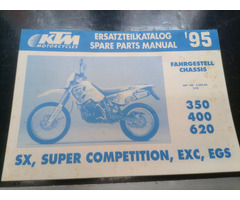 KTM
MOTORCYCLES
ERSATZTEILKATALOG
SPARE PARTS MANUAL
'95
FAHRGESTELL
CHASSIS
350
400
620
SX, SUPER COMPETITION, EXC, EGS